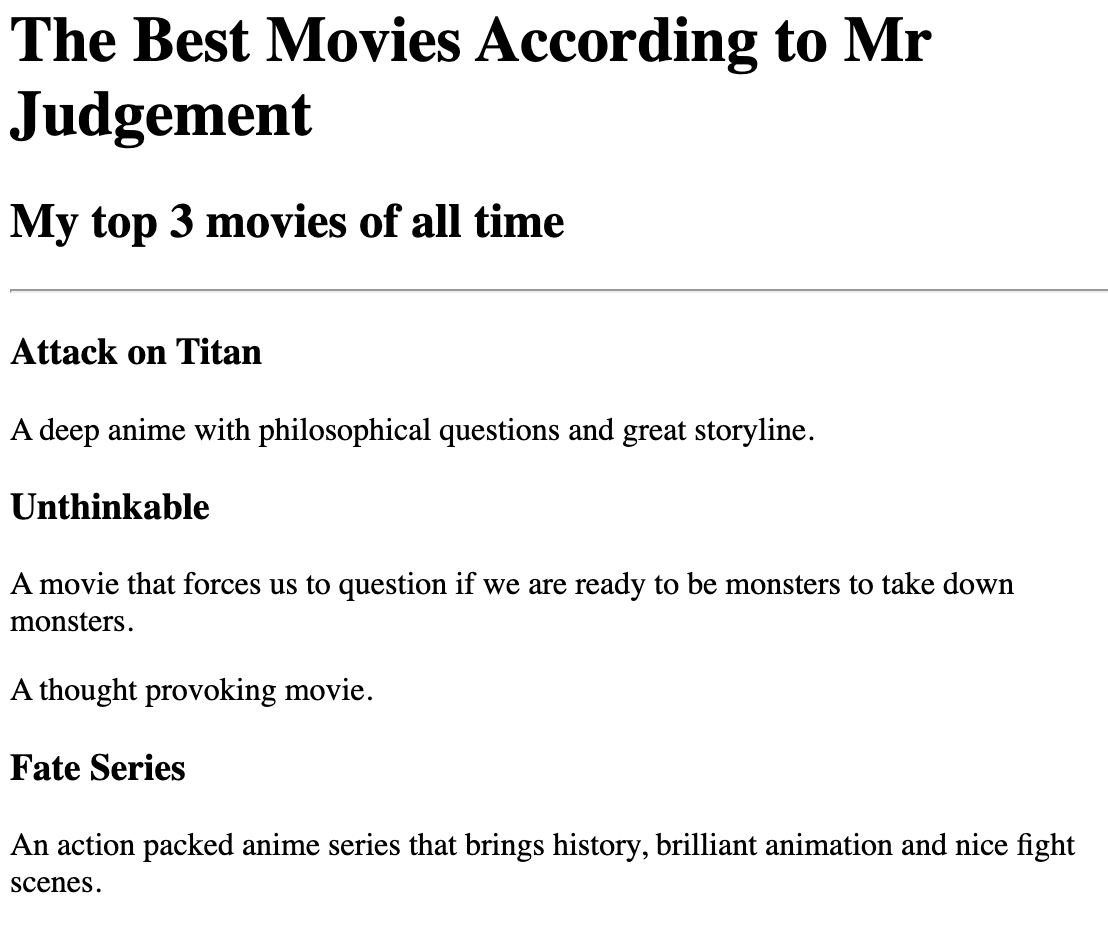 The Best Movies According to Mr
Judgement
My top 3 movies of all time
Attack on Titan
A deep anime with philosophical questions and great storyline.
Unthinkable
A movie that forces us to question if we are ready to be monsters to take down
monsters.
A thought provoking movie.
Fate Series
An action packed anime series that brings history, brilliant animation and nice fight
scenes.